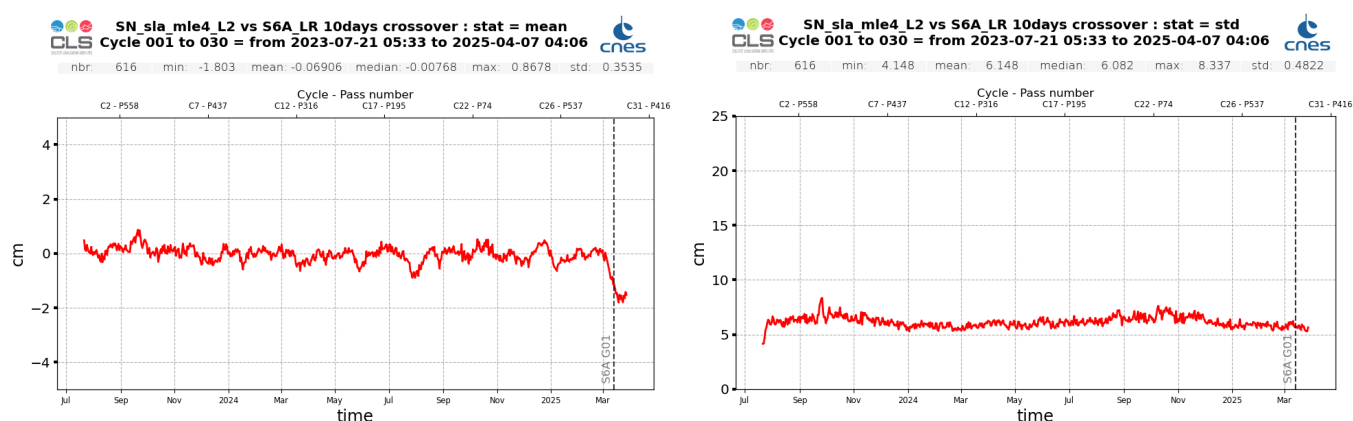 SN_sla_mle4_L2 vs S6A_LR 10days crossover : stat = mean
Cycle 001 to 030 = from 2023-07-21 05:33 to 2025-04-07 04:06
CLS
cnes
nbr: 616 min: -1.803 mean: -0.06906 median: -0.00768 max: 0.8678 std: 0.3535
Cycle - Pass number
C2 - P558 C7 - P437 C12 - P316 C17 - P195 C22 - P74 C26 - P537 C31 - P416
4
2
0
−2
−4
cm
S6A G01
Jul Sep Nov 2024 Mar May Jul Sep Nov 2025 Mar
time
SN_sla_mle4_L2 vs S6A_LR 10days crossover : stat = std
Cycle 001 to 030 = from 2023-07-21 05:33 to 2025-04-07 04:06
CLS
cnes
nbr: 616 min: 4.148 mean: 6.148 median: 6.082 max: 8.337 std: 0.4822
Cycle - Pass number
C2 - P558 C7 - P437 C12 - P316 C17 - P195 C22 - P74 C26 - P537 C31 - P416
25
20
15
10
5
0
cm
S6A G01
Jul Sep Nov 2024 Mar May Jul Sep Nov 2025 Mar
time